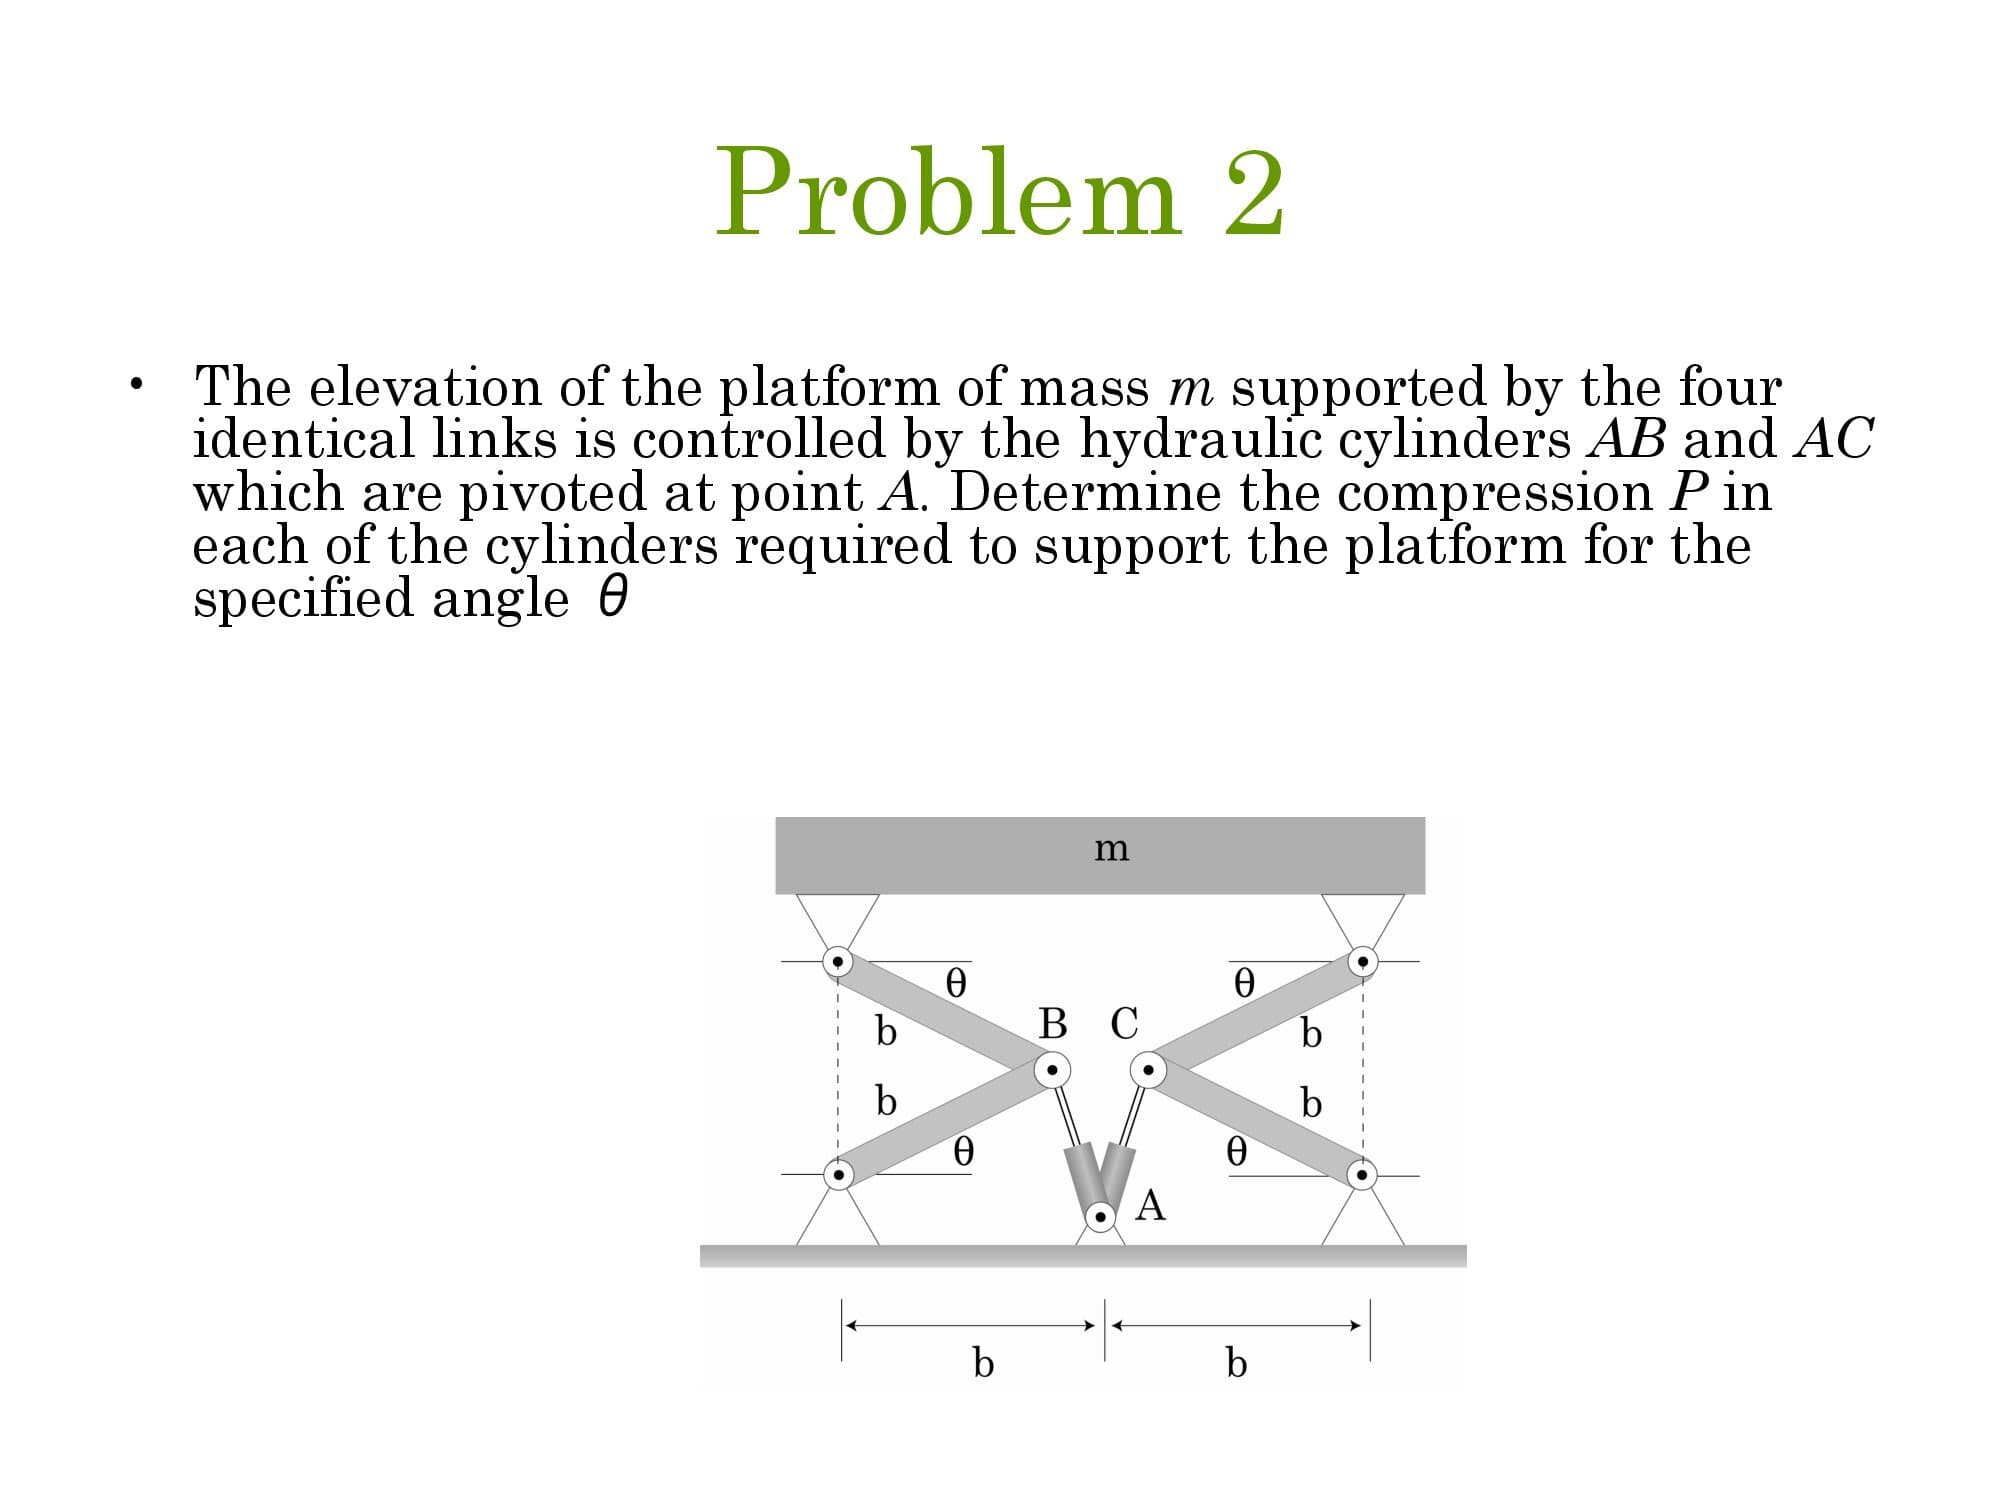 Problem 2
• The elevation of the platform of mass m supported by the four
identical links is controlled by the hydraulic cylinders AB and AC
which are pivoted at point A. Determine the compression P in
each of the cylinders required to support the platform for the
specified angle θ
m
θ θ
B C
b b
b b
θ θ
A
b b